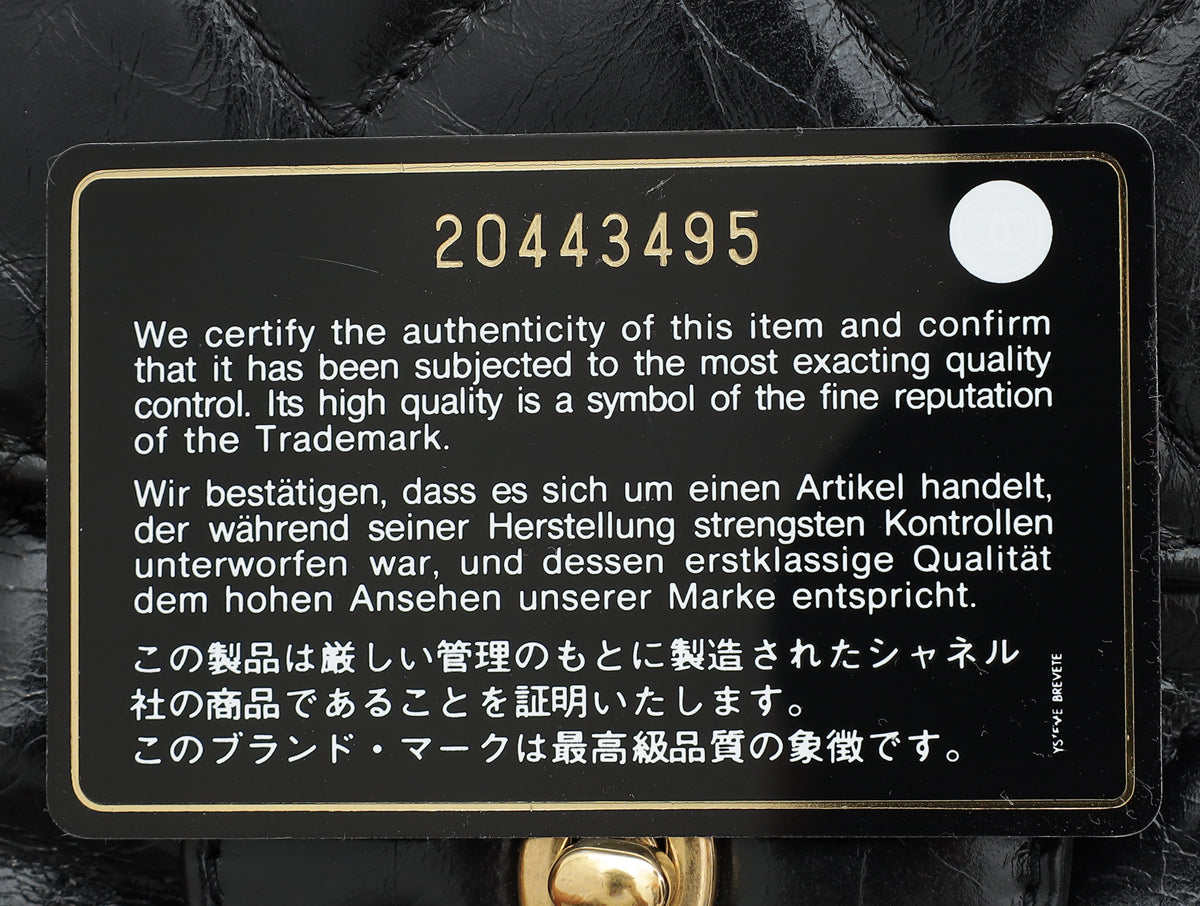 20443495
We certify the authenticity of this item and confirm
that it has been subjected to the most exacting quality
control. Its high quality is a symbol of the fine reputation
of the Trademark.
Wir bestätigen, dass es sich um einen Artikel handelt,
der während seiner Herstellung strengsten Kontrollen
unterworfen war, und dessen erstklassige Qualität
dem hohen Ansehen unserer Marke entspricht.
この製品は厳しい管理のもとに製造されたシャネル
社の商品であることを証明いたします。
このブランド・マークは最高級品質の象徴です。
BREVETE